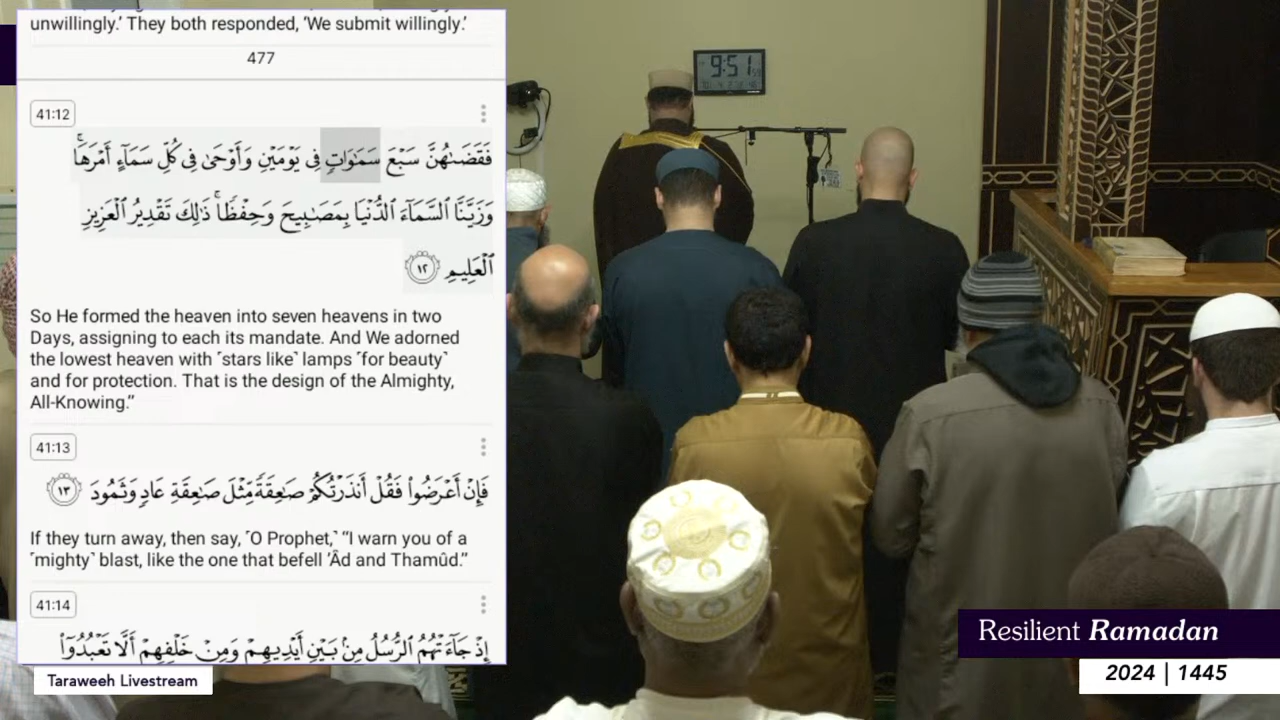 unwillingly.’ They both responced, ‘We submit willingly.’
477
41:12
فَقَضَىٰهُنَّ سَبْعَ سَمَـٰوَاتٍۢ فِى يَوْمَيْنِ وَأَوْحَىٰ فِى كُلِّ سَمَآءٍ أَمْرَهَا ۚ
وَزَيَّنَّا ٱلسَّمَآءَ ٱلدُّنْيَا بِمَصَـٰبِيحَ وَحِفْظًۭا ۚ ذَٰلِكَ تَقْدِيرُ ٱلْعَزِيزِ
ٱلْعَلِيمِ ١٢
So He formed the heaven into seven heavens in two
Days, assigning to each its mandate. And We adorned
the lowest heaven with ˹stars like˺ lamps ˹for beauty˺
and for protection. That is the design of the Almighty,
All-Knowing.”
41:13
فَإِنْ أَعْرَضُوا۟ فَقُلْ أَنذَرْتُكُمْ صَـٰعِقَةًۭ مِّثْلَ صَـٰعِقَةِ عَادٍۢ وَثَمُودَ ١٣
If they turn away, then say, ˹O Prophet,˺ “I warn you of a
˹mighty˺ blast, like the one that befell ’Âd and Thamûd.”
41:14
إِذْ جَآءَتْهُمُ ٱلرُّسُلُ مِنۢ بَيْنِ أَيْدِيهِمْ وَمِنْ خَلْفِهِمْ أَلَّا تَعْبُدُوٓا۟
Taraweeh Livestream
9:51
Resilient Ramadan
2024 | 1445